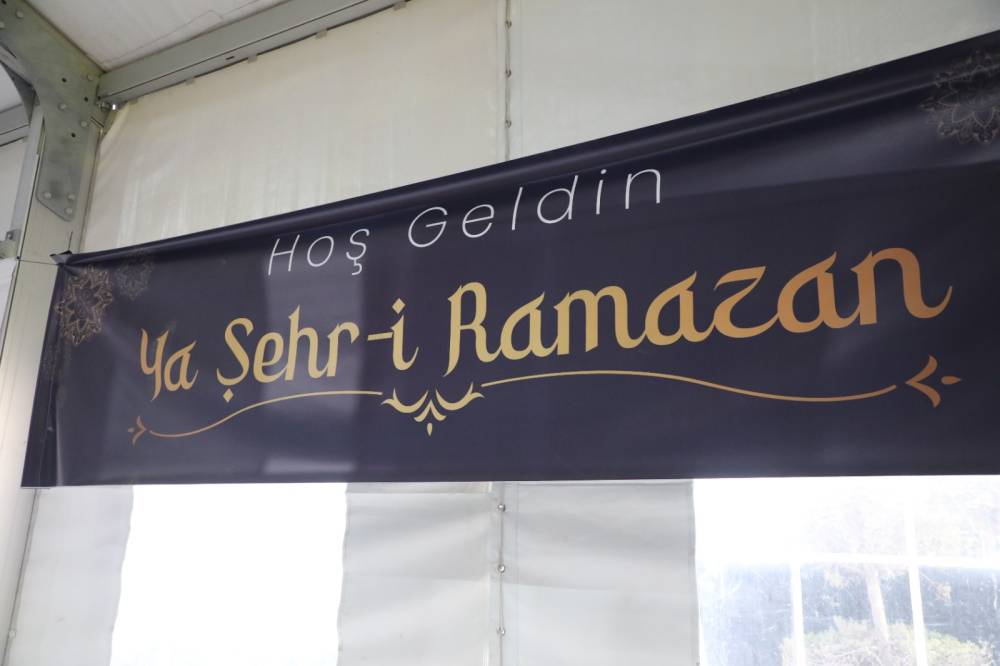 Hoş Geldin
Ya Şehr-i Ramazan